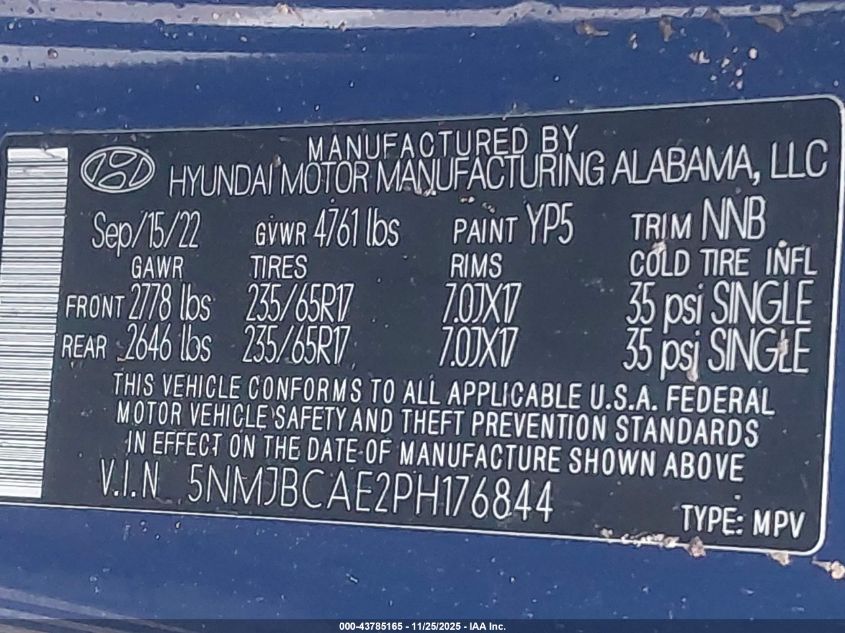 MANUFACTURED BY
HYUNDAI MOTOR MANUFACTURING ALABAMA, LLC
Sep/15/22 GVWR 4761 lbs PAINT YP5 TRIM NNB
GAWR TIRES RIMS COLD TIRE INFL
FRONT 2778 lbs 235/65R17 7.0JX17 35 psi SINGLE
REAR 2646 lbs 235/65R17 7.0JX17 35 psi SINGLE
THIS VEHICLE CONFORMS TO ALL APPLICABLE U.S.A. FEDERAL
MOTOR VEHICLE SAFETY AND THEFT PREVENTION STANDARDS
IN EFFECT ON THE DATE OF MANUFACTURE SHOWN ABOVE
V.I.N 5NMJBCAE2PH176844
TYPE: MPV
000-43785165 - 11/25/2025 - IAA Inc.